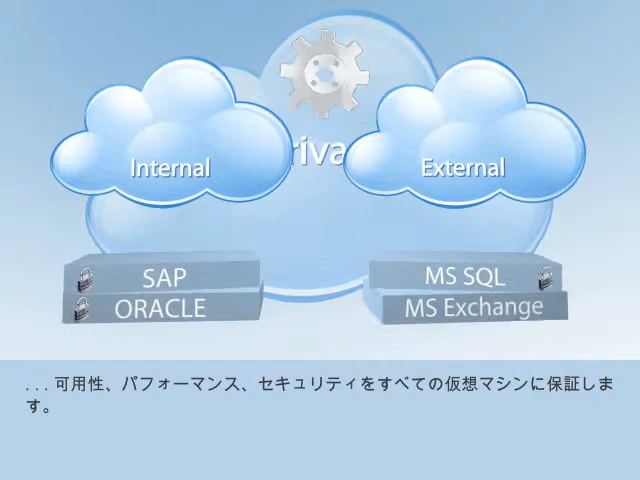 Internal
External
SAP
MS SQL
ORACLE
MS Exchange
...可用性、パフォーマンス、セキュリティをすべての仮想マシンに保証しま
す。